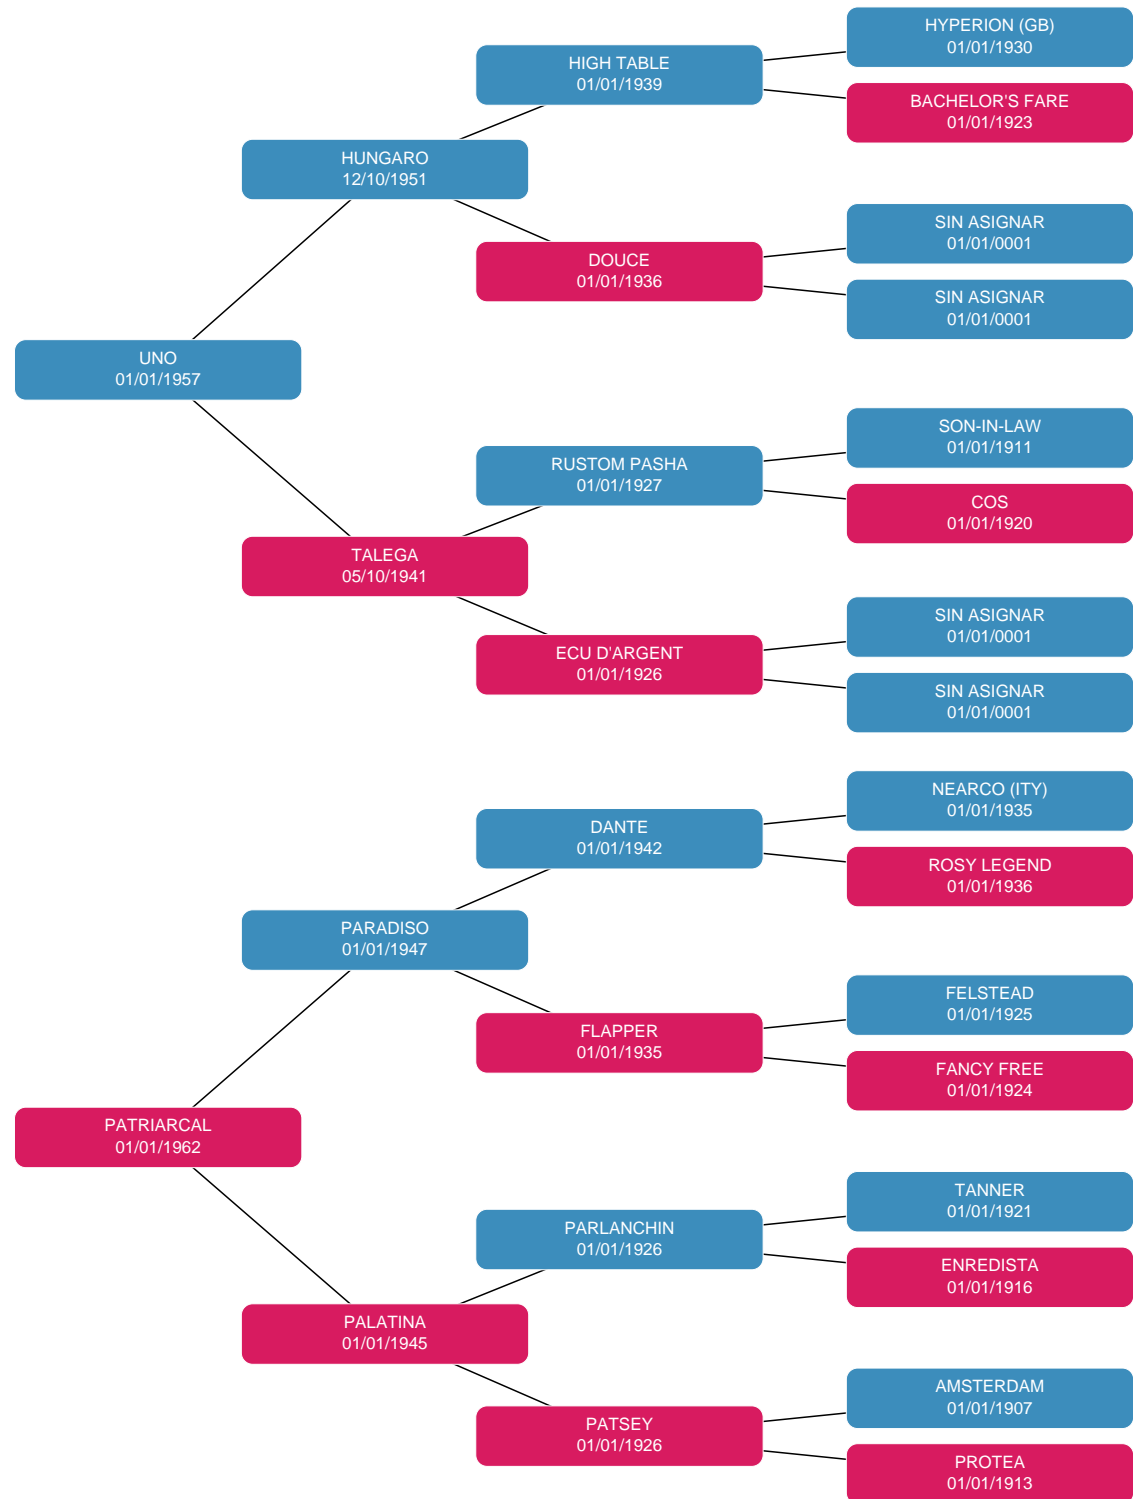 HYPERION (GB)
01/01/1930
HIGH TABLE
01/01/1939
BACHELOR'S FARE
01/01/1923
HUNGARO
12/10/1951
SIN ASIGNAR
01/01/0001
DOUCE
01/01/1936
SIN ASIGNAR
01/01/0001
UNO
01/01/1957
SON-IN-LAW
01/01/1911
RUSTOM PASHA
01/01/1927
COS
01/01/1920
TALEGA
05/10/1941
SIN ASIGNAR
01/01/0001
ECU D'ARGENT
01/01/1926
SIN ASIGNAR
01/01/0001
NEARCO (ITY)
01/01/1935
DANTE
01/01/1942
ROSY LEGEND
01/01/1936
PARADISO
01/01/1947
FELSTEAD
01/01/1925
FLAPPER
01/01/1935
FANCY FREE
01/01/1924
PATRIARCAL
01/01/1962
TANNER
01/01/1921
PARLANCHIN
01/01/1926
ENREDISTA
01/01/1916
PALATINA
01/01/1945
AMSTERDAM
01/01/1907
PATSEY
01/01/1926
PROTEA
01/01/1913